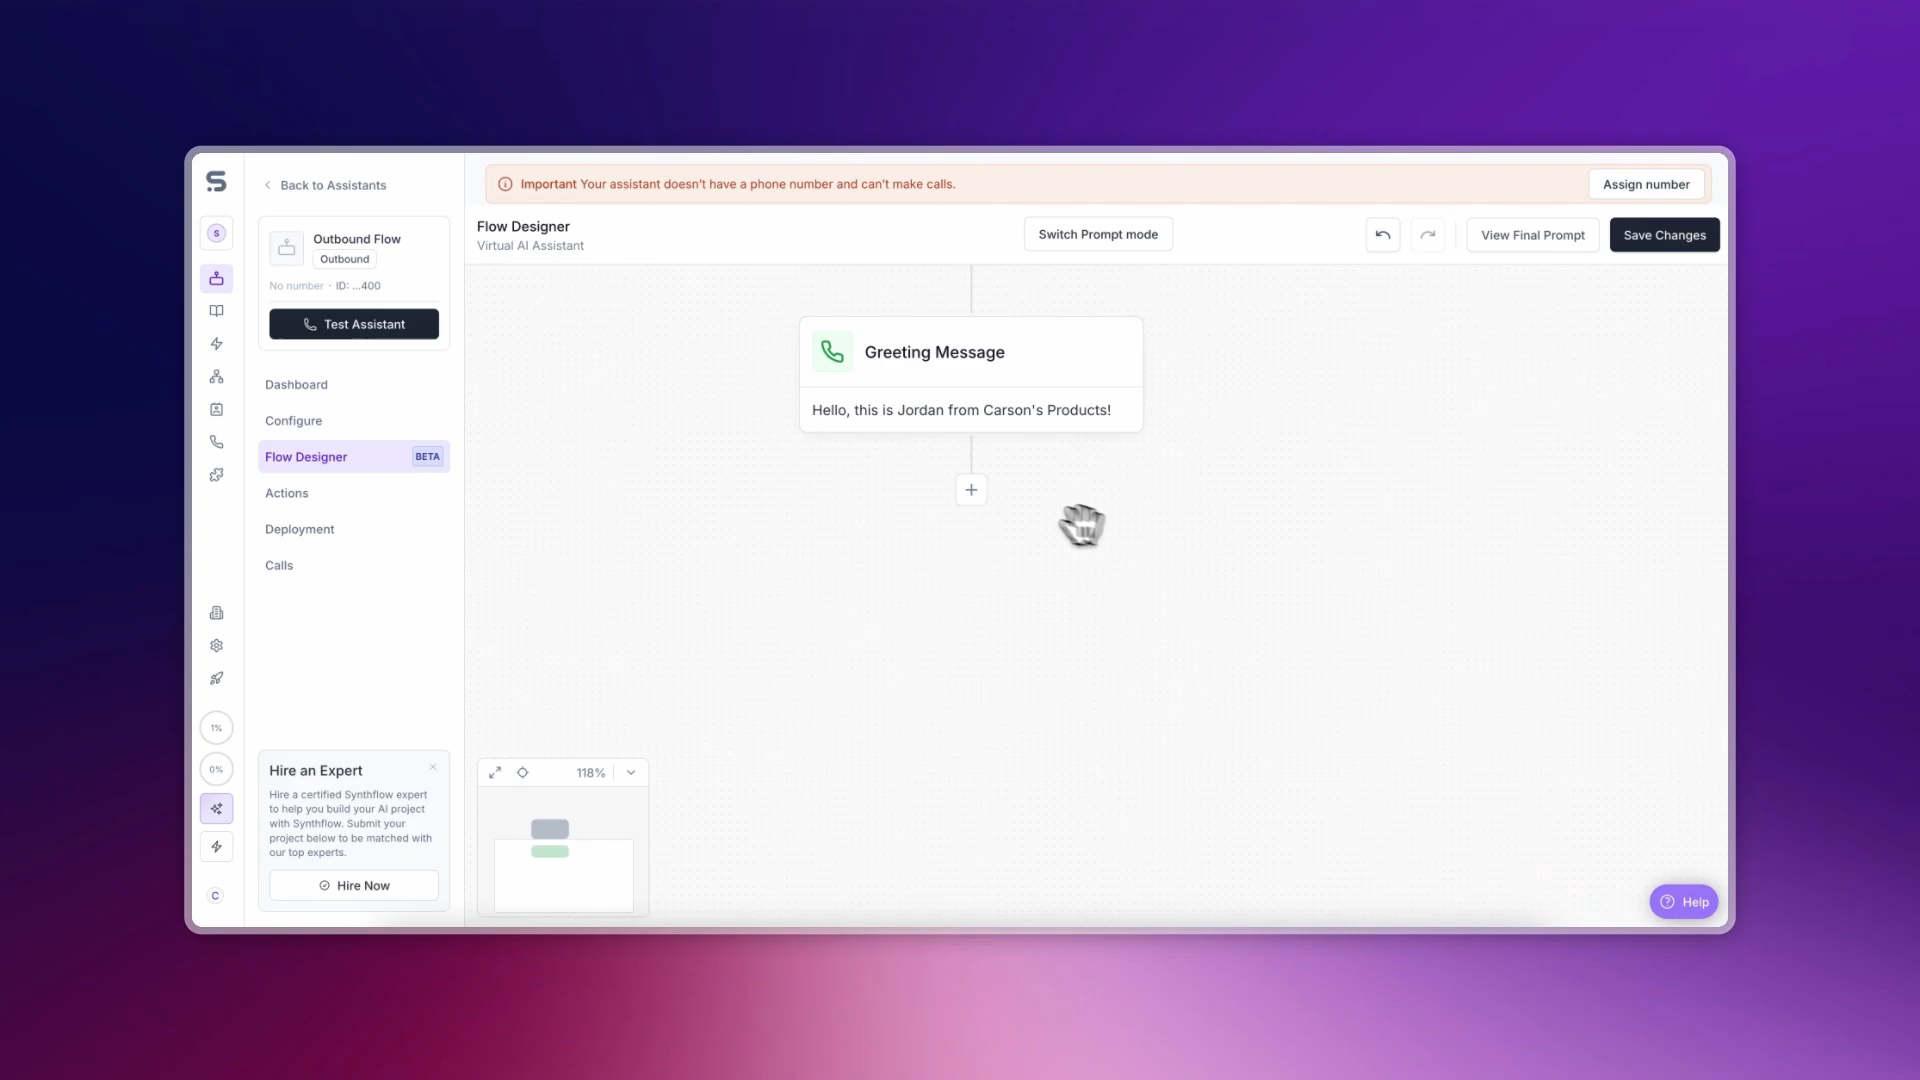 Back to Assistants
Important Your assistant doesn't have a phone number and can't make calls.
Assign number
S
Outbound Flow
Outbound
No number · ID: ...400
Test Assistant
Flow Designer
Virtual AI Assistant
Switch Prompt mode
View Final Prompt
Save Changes
Dashboard
Configure
Flow Designer BETA
Actions
Deployment
Calls
Greeting Message
Hello, this is Jordan from Carson's Products!
1%
0%
C
Hire an Expert
Hire a certified Synthflow expert
to help you build your AI project
with Synthflow. Submit your
project below to be matched with
our top experts.
Hire Now
118%
Help